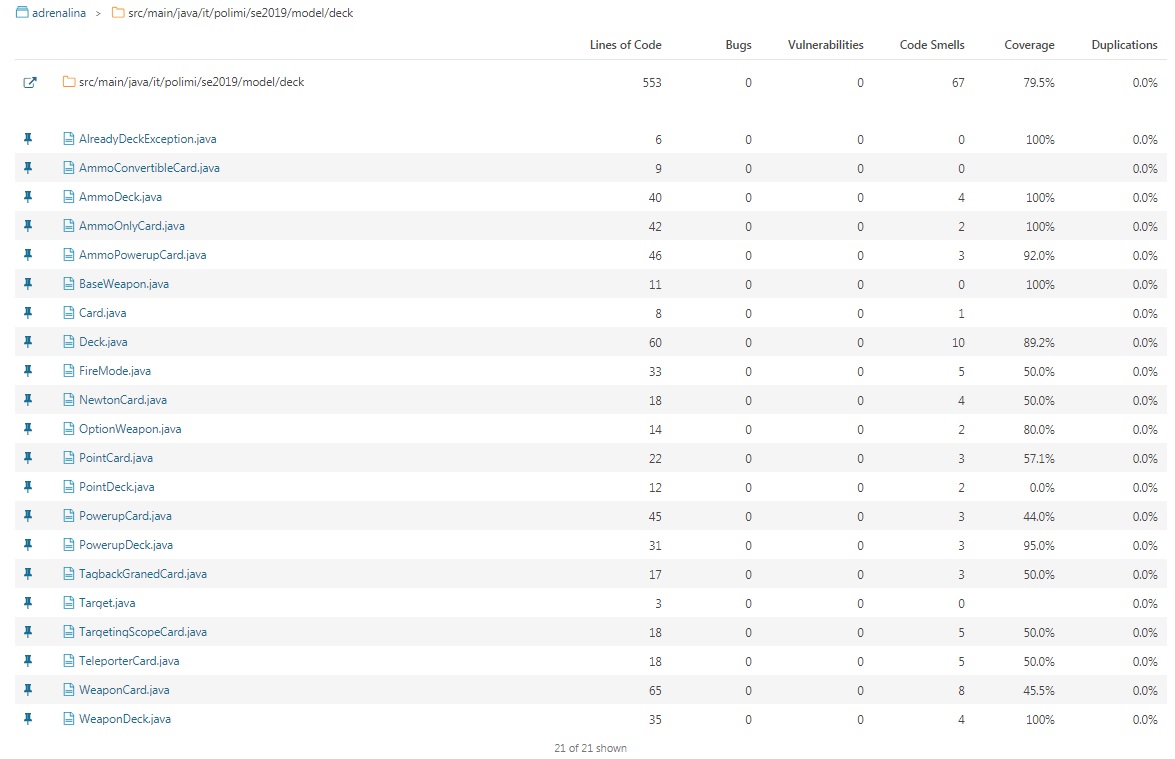 adrenalina > src/main/java/it/polimi/se2019/model/deck
Lines of Code Bugs Vulnerabilities Code Smells Coverage Duplications
src/main/java/it/polimi/se2019/model/deck 553 0 0 67 79.5% 0.0%
AlreadyDeckException.java 6 0 0 0 100% 0.0%
AmmoConvertibleCard.java 9 0 0 0 0.0%
AmmoDeck.java 40 0 0 4 100% 0.0%
AmmoOnlyCard.java 42 0 0 2 100% 0.0%
AmmoPowerupCard.java 46 0 0 3 92.0% 0.0%
BaseWeapon.java 11 0 0 0 100% 0.0%
Card.java 8 0 0 1 0.0%
Deck.java 60 0 0 10 89.2% 0.0%
FireMode.java 33 0 0 5 50.0% 0.0%
NewtonCard.java 18 0 0 4 50.0% 0.0%
OptionWeapon.java 14 0 0 2 80.0% 0.0%
PointCard.java 22 0 0 3 57.1% 0.0%
PointDeck.java 12 0 0 2 0.0% 0.0%
PowerupCard.java 45 0 0 3 44.0% 0.0%
PowerupDeck.java 31 0 0 3 95.0% 0.0%
TagbackGranedCard.java 17 0 0 3 50.0% 0.0%
Target.java 3 0 0 0 0.0%
TargetingScopeCard.java 18 0 0 5 50.0% 0.0%
TeleporterCard.java 18 0 0 5 50.0% 0.0%
WeaponCard.java 65 0 0 8 45.5% 0.0%
WeaponDeck.java 35 0 0 4 100% 0.0%
21 of 21 shown